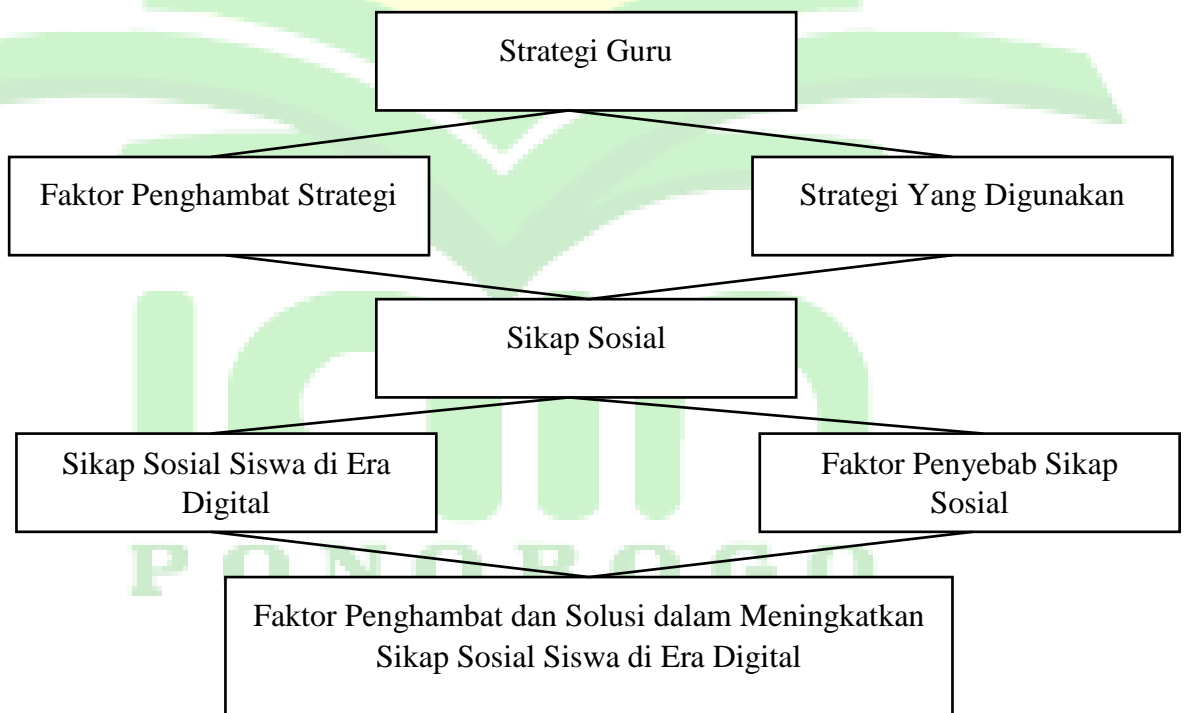 Strategi Guru
Faktor Penghambat Strategi
Strategi Yang Digunakan
Sikap Sosial
Sikap Sosial Siswa di Era
Digital
Faktor Penyebab Sikap
Sosial
PONOROGO
Faktor Penghambat dan Solusi dalam Meningkatkan
Sikap Sosial Siswa di Era Digital